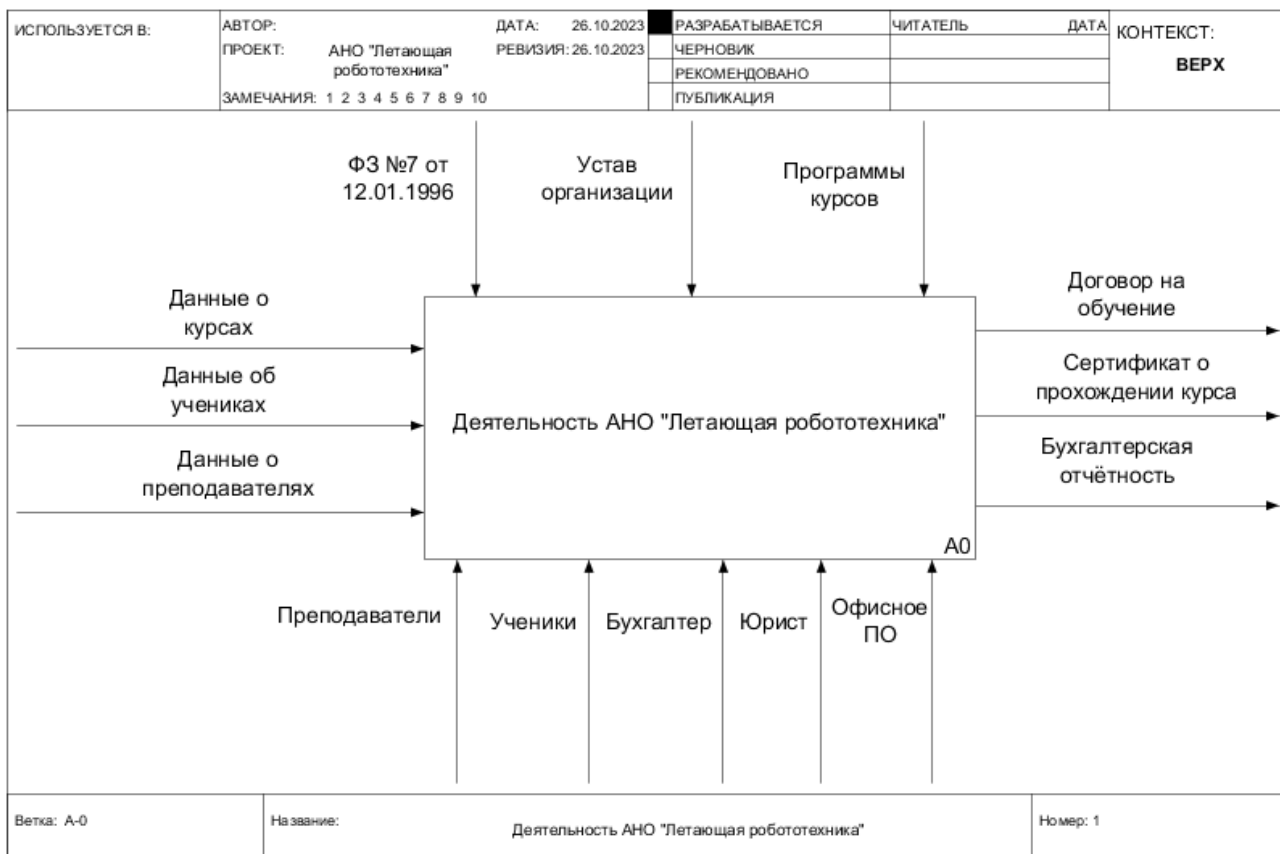 ИСПОЛЬЗУЕТСЯ В:
АВТОР:
ДАТА: 26.10.2023
РАЗРАБАТЫВАЕТСЯ
ЧИТАТЕЛЬ
ДАТА
КОНТЕКСТ:
ПРОЕКТ: АНО "Летающая
робототехника"
РЕВИЗИЯ: 26.10.2023
ЧЕРНОВИК
ВЕРХ
РЕКОМЕНДОВАНО
ЗАМЕЧАНИЯ: 1 2 3 4 5 6 7 8 9 10
ПУБЛИКАЦИЯ
ФЗ №7 от
12.01.1996
Устав
организации
Программы
курсов
Данные о
курсах
Данные об
учениках
Данные о
преподавателях
Деятельность АНО "Летающая робототехника"
A0
Договор на
обучение
Сертификат о
прохождении курса
Бухгалтерская
отчётность
Преподаватели
Ученики
Бухгалтер
Юрист
Офисное
ПО
Ветка: A-0
Название:
Деятельность АНО "Летающая робототехника"
Номер: 1